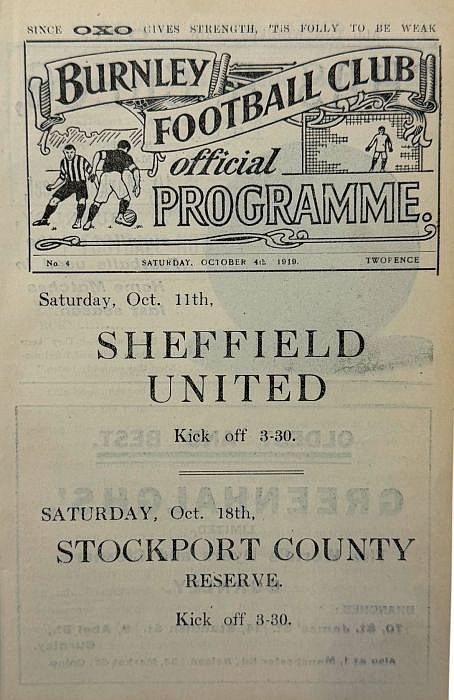 SINCE OXO GIVES STRENGTH, 'TIS FOLLY TO BE WEAK
BURNLEY
FOOTBALL CLUB
official
PROGRAMME.
No. 4 SATURDAY, OCTOBER 4th 1919. TWOPENCE
Saturday, Oct. 11th,
SHEFFIELD
UNITED
Kick off 3-30.
SATURDAY, Oct. 18th,
STOCKPORT COUNTY
RESERVE.
Kick off 3-30.